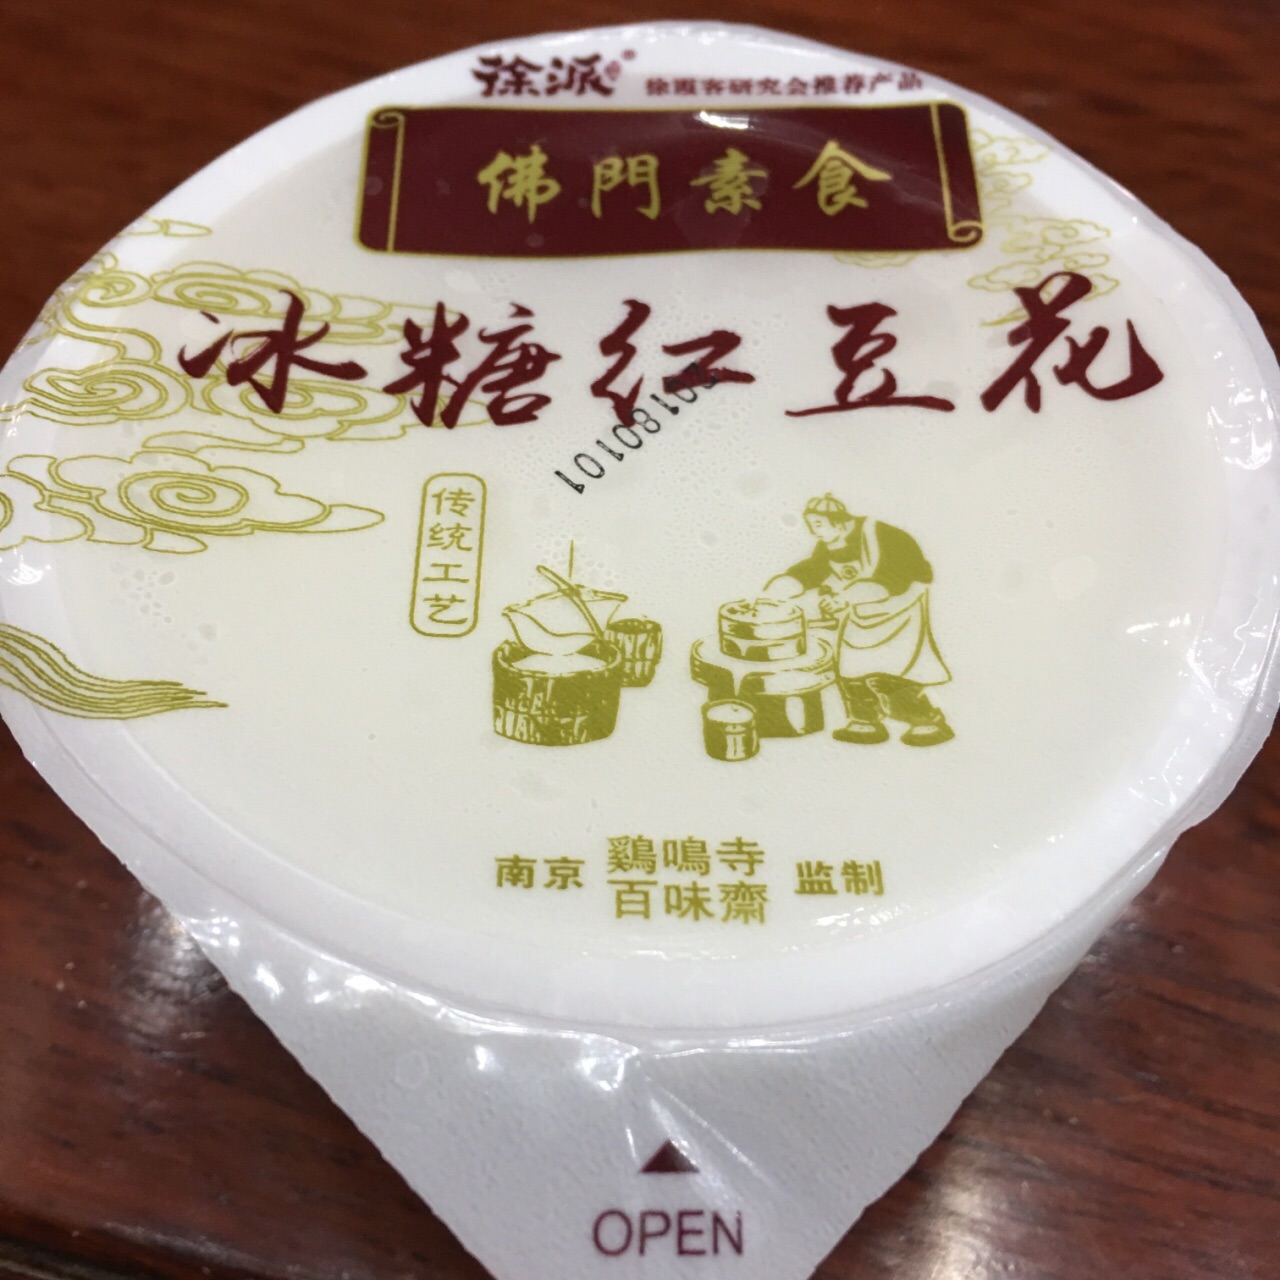 徐派® 徐霞客研究会推荐产品
佛門素食
冰糖红豆花
20180101
传统工艺
南京 鷄鳴寺 监制
百味齋
OPEN